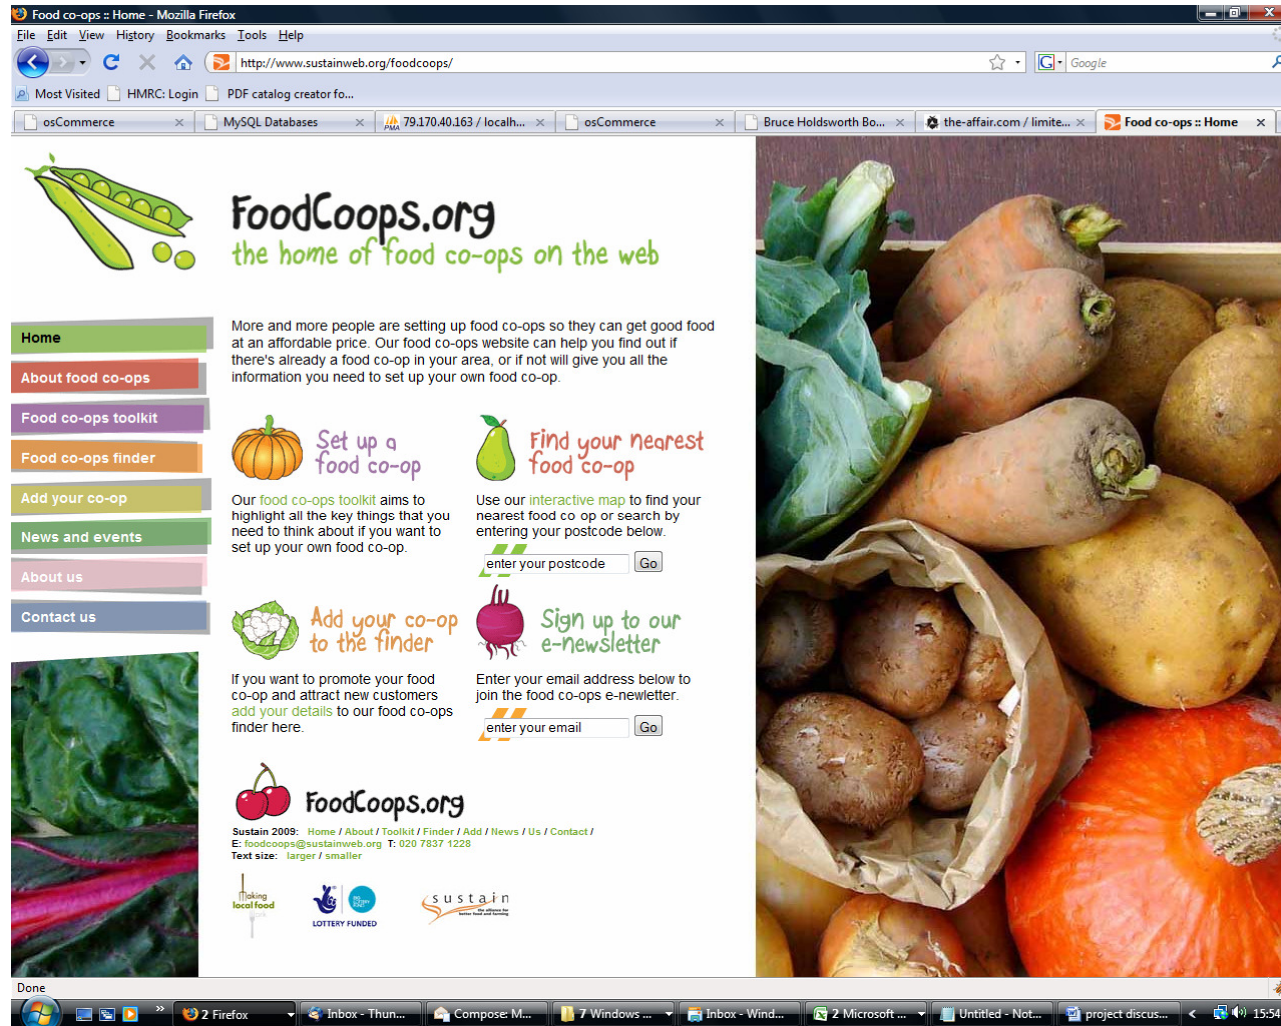 Food co-ops :: Home - Mozilla Firefox
File Edit View History Bookmarks Tools Help
http://www.sustainweb.org/foodcoops/
G Google
Most Visited HMRC: Login PDF catalog creator fo...
osCommerce MySQL Databases PMA 79.170.40.163 / localh... osCommerce Bruce Holdsworth Bo... the-affair.com / limite... Food co-ops :: Home
FoodCoops.org
the home of food co-ops on the web
Home
About food co-ops
Food co-ops toolkit
Food co-ops finder
Add your co-op
News and events
About us
Contact us
More and more people are setting up food co-ops so they can get good food
at an affordable price. Our food co-ops website can help you find out if
there's already a food co-op in your area, or if not will give you all the
information you need to set up your own food co-op.
Set up a
food co-op
Our food co-ops toolkit aims to
highlight all the key things that you
need to think about if you want to
set up your own food co-op.
Find your nearest
food co-op
Use our interactive map to find your
nearest food co op or search by
entering your postcode below.
enter your postcode Go
Add your co-op
to the finder
If you want to promote your food
co-op and attract new customers
add your details to our food co-ops
finder here.
Sign up to our
e-newsletter
Enter your email address below to
join the food co-ops e-newletter.
enter your email Go
FoodCoops.org
Sustain 2009: Home / About / Toolkit / Finder / Add / News / Us / Contact /
E: foodcoops@sustainweb.org T: 020 7837 1228
Text size: larger / smaller
making
local food
work
LOTTERY FUNDED
sustain
the alliance for
better food and farming
Done
2 Firefox Inbox - Thun... Compose: M... 7 Windows ... Inbox - Wind... 2 Microsoft ... Untitled - Not... project discus... 15:54